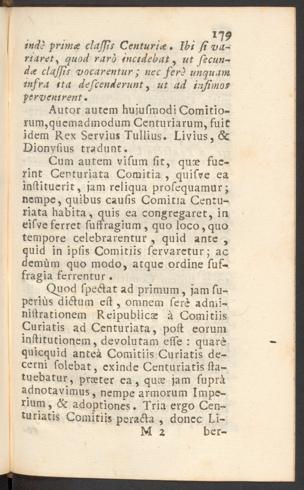 179
indè primæ classis Centuriæ. Ibi si va-
riaret, quod rarò incidebat, ut secun-
dæ classis vocarentur; nec ferè unquam
infra ita descenderunt, ut ad infimos
pervenirent.
Autor autem hujusmodi Comitio-
rum, quemadmodum Centuriarum, fuit
idem Rex Servius Tullius. Livius, &
Dionysius tradunt.
Cum autem visum sit, quæ fue-
rint Centuriata Comitia, quisve ea
instituerit, jam reliqua prosequamur;
nempe, quibus causis Comitia Centu-
riata habita, quis ea congregaret, in
eisve ferret suffragium, quo loco, quo
tempore celebrarentur, quid ante,
quid in ipsis Comitiis servaretur; ac
demùm quo modo, atque ordine suf-
fragia ferrentur.
Quod spectat ad primum, jam su-
periùs dictum est, omnem ferè admi-
nistrationem Reipublicæ à Comitiis
Curiatis ad Centuriata, post eorum
institutionem, devolutam esse: quarè
quicquid anteà Comitiis Curiatis de-
cerni solebat, exinde Centuriatis sta-
tuebatur, præter ea, quæ jam suprà
adnotavimus, nempe armorum Impe-
rium, & adoptiones. Tria ergo Cen-
turiatis Comitiis peracta, donec Li-
M 2 ber-